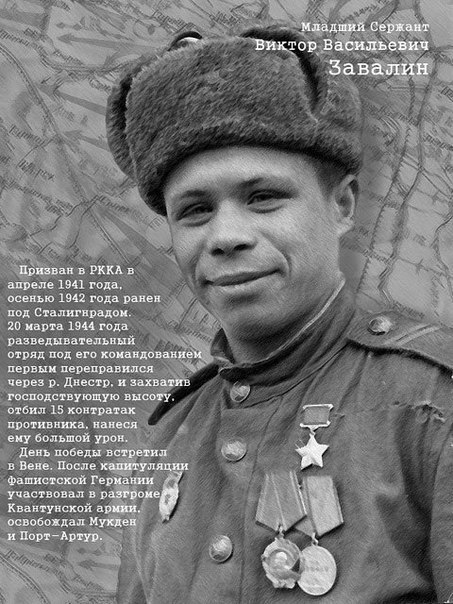 Младший Сержант
Виктор Васильевич
Завалин
Призван в РККА в
апреле 1941 года,
осенью 1942 года ранен
под Сталигнрадом.
20 марта 1944 года
разведывательный
отряд под его командованием
первым переправился
через р. Днестр, и захватив
господствующую высоту,
отбил 15 контратак
противника, нанеся
ему большой урон.
День победы встретил
в Вене. После капитуляции
Фашистской Германии
участвовал в разгроме
Квантунской армии,
освобождал Мукден
и Порт-Артур.